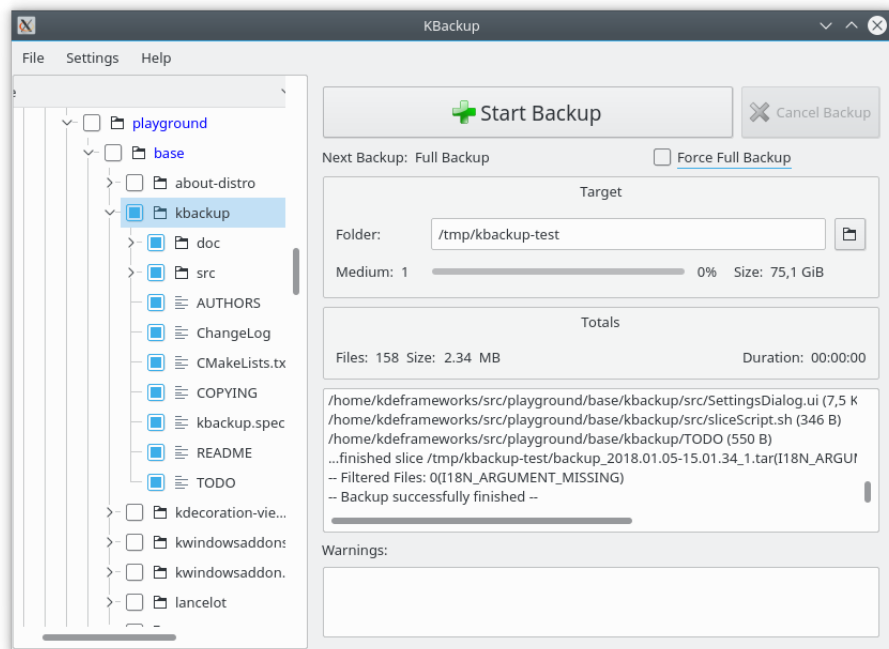 KBackup
File Settings Help
playground
base
about-distro
kbackup
doc
src
AUTHORS
ChangeLog
CMakeLists.tx
COPYING
kbackup.spec
README
TODO
kdecoration-vie...
kwindowsaddons
kwindowsaddon.
lancelot
Start Backup
Cancel Backup
Next Backup: Full Backup
Force Full Backup
Target
Folder: /tmp/kbackup-test
Medium: 1 0% Size: 75,1 GiB
Totals
Files: 158 Size: 2.34 MB Duration: 00:00:00
/home/kdeframeworks/src/playground/base/kbackup/src/SettingsDialog.ui (7,5 K
/home/kdeframeworks/src/playground/base/kbackup/src/sliceScript.sh (346 B)
/home/kdeframeworks/src/playground/base/kbackup/TODO (550 B)
...finished slice /tmp/kbackup-test/backup_2018.01.05-15.01.34_1.tar(I18N_ARGUM
-- Filtered Files: 0(I18N_ARGUMENT_MISSING)
-- Backup successfully finished --
Warnings: